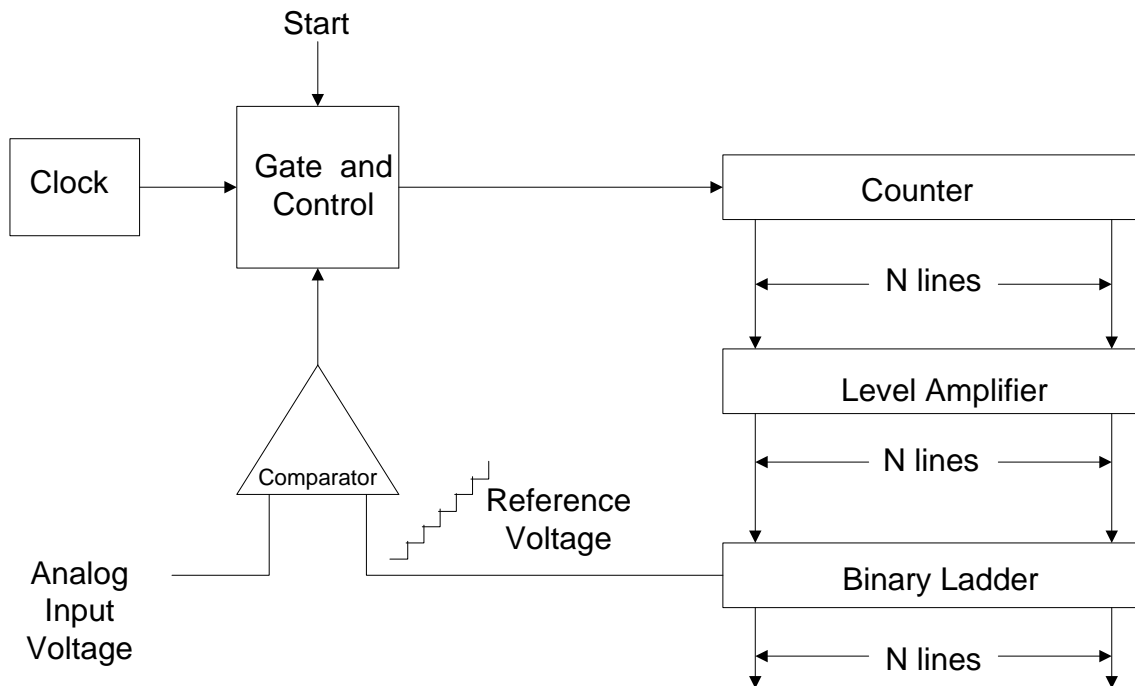 Start
Clock
Gate and
Control
Counter
N lines
Level Amplifier
N lines
Comparator
Reference
Voltage
Analog
Input
Voltage
Binary Ladder
N lines